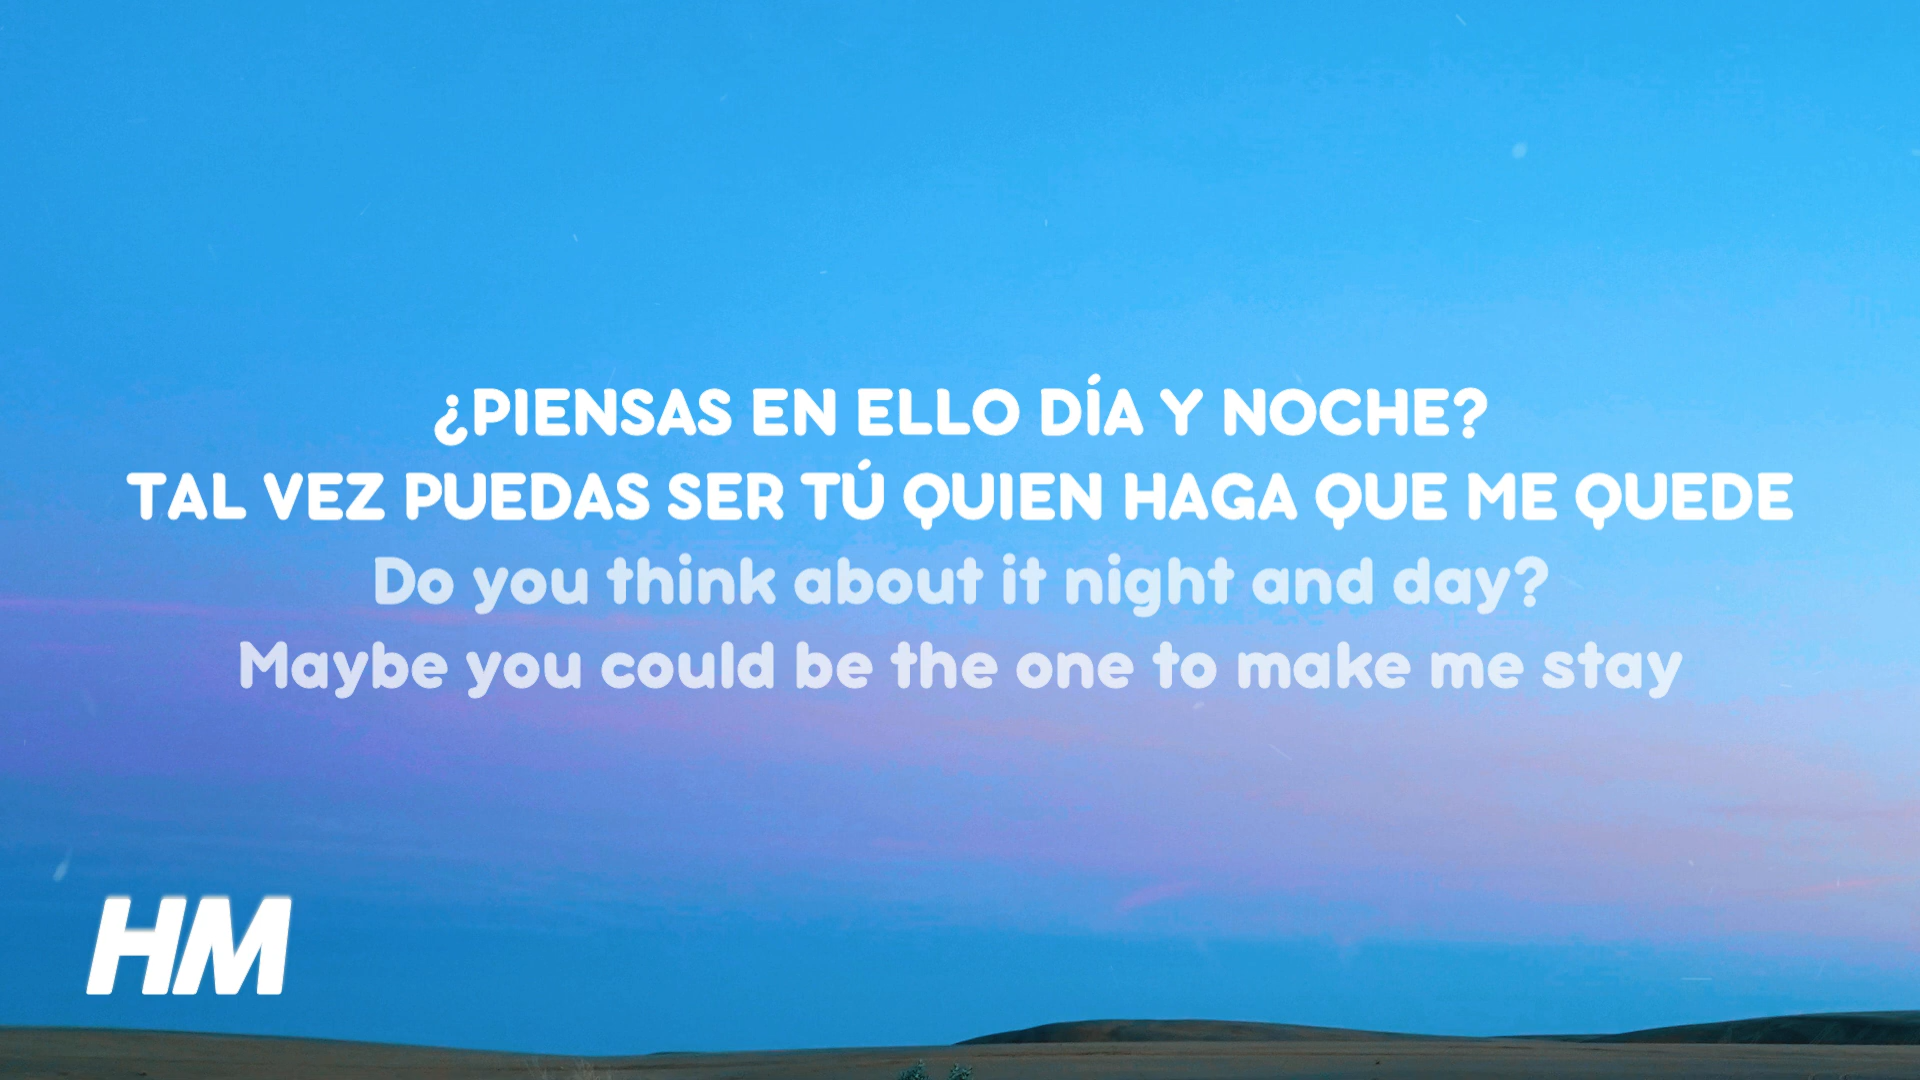 ¿PIENSAS EN ELLO DÍA Y NOCHE?
TAL VEZ PUEDAS SER TÚ QUIEN HAGA QUE ME QUEDE
Do you think about it night and day?
Maybe you could be the one to make me stay
HM